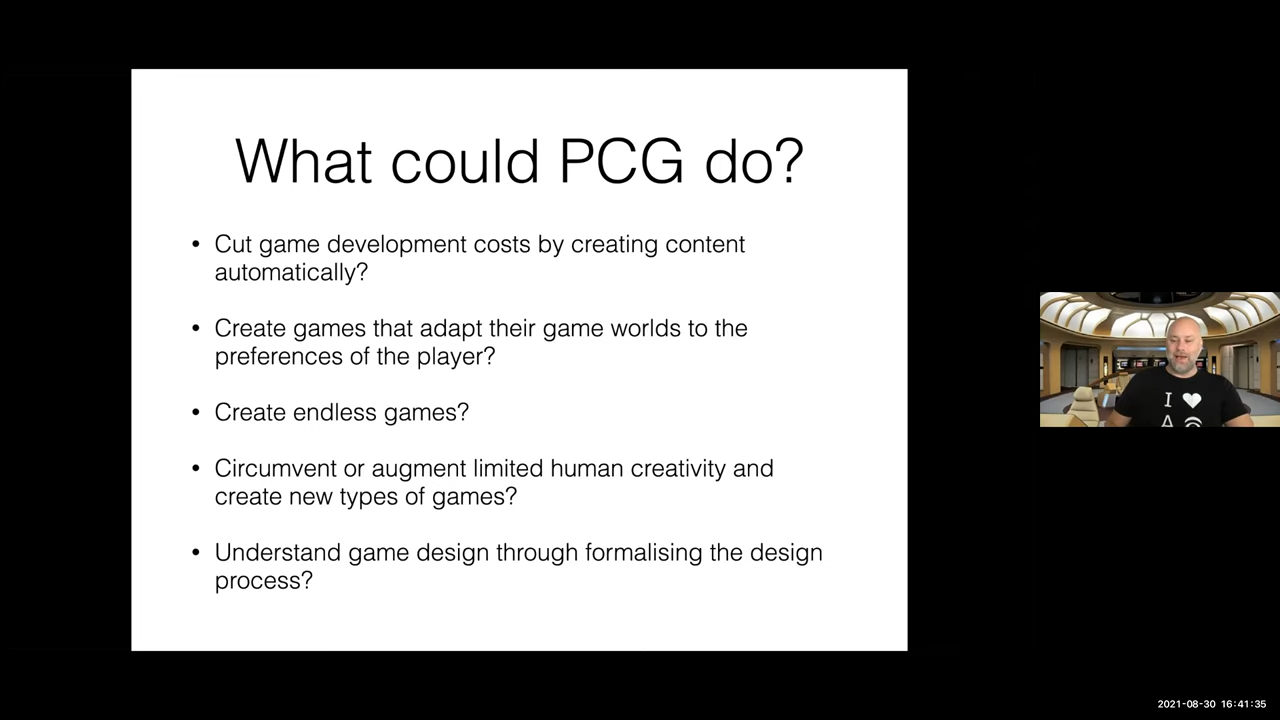 What could PCG do?
• Cut game development costs by creating content
automatically?
• Create games that adapt their game worlds to the
preferences of the player?
• Create endless games?
• Circumvent or augment limited human creativity and
create new types of games?
• Understand game design through formalising the design
process?
I ♥
A
2021-08-30 16:41:35